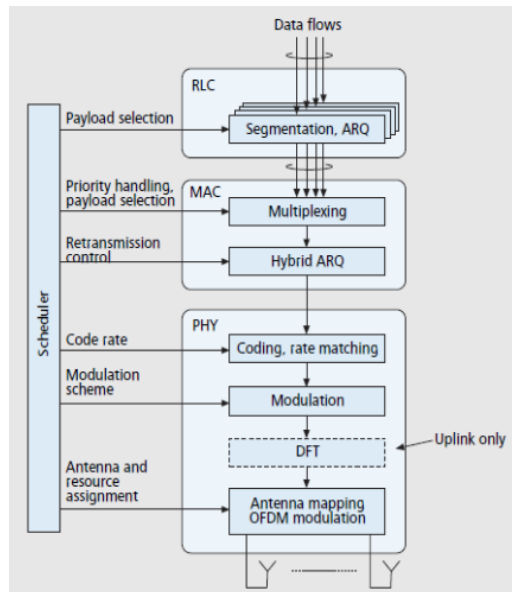 Data flows
RLC
Payload selection
Segmentation, ARQ
Priority handling,
payload selection
MAC
Multiplexing
Retransmission
control
Hybrid ARQ
Scheduler
PHY
Code rate
Coding, rate matching
Modulation
scheme
Modulation
Uplink only
DFT
Antenna and
resource
assignment
Antenna mapping
OFDM modulation